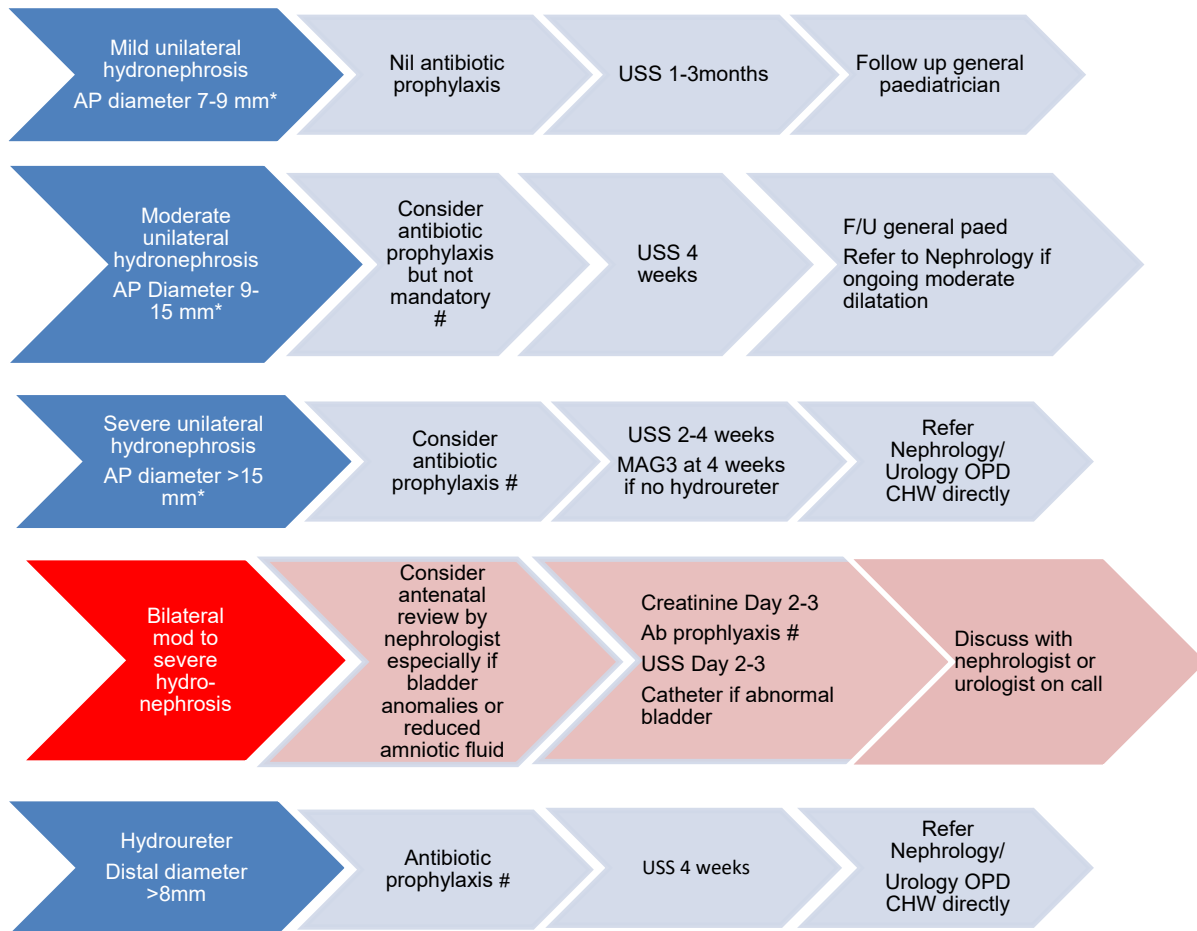 Mild unilateral
hydronephrosis
AP diameter 7-9 mm*
Nil antibiotic
prophylaxis
USS 1-3months
Follow up general
paediatrician
Moderate
unilateral
hydronephrosis
AP Diameter 9-
15 mm*
Consider
antibiotic
prophylaxis
but not
mandatory
#
USS 4
weeks
F/U general paed
Refer to Nephrology if
ongoing moderate
dilatation
Severe unilateral
hydronephrosis
AP diameter >15
mm*
Consider
antibiotic
prophylaxis #
USS 2-4 weeks
MAG3 at 4 weeks
if no hydroureter
Refer
Nephrology/
Urology OPD
CHW directly
Bilateral
mod to
severe
hydro-
nephrosis
Consider
antenatal
review by
nephrologist
especially if
bladder
anomalies or
reduced
amniotic fluid
Creatinine Day 2-3
Ab prophlyaxis #
USS Day 2-3
Catheter if abnormal
bladder
Discuss with
nephrologist or
urologist on call
Hydroureter
Distal diameter
>8mm
Antibiotic
prophylaxis #
USS 4 weeks
Refer
Nephrology/
Urology OPD
CHW directly